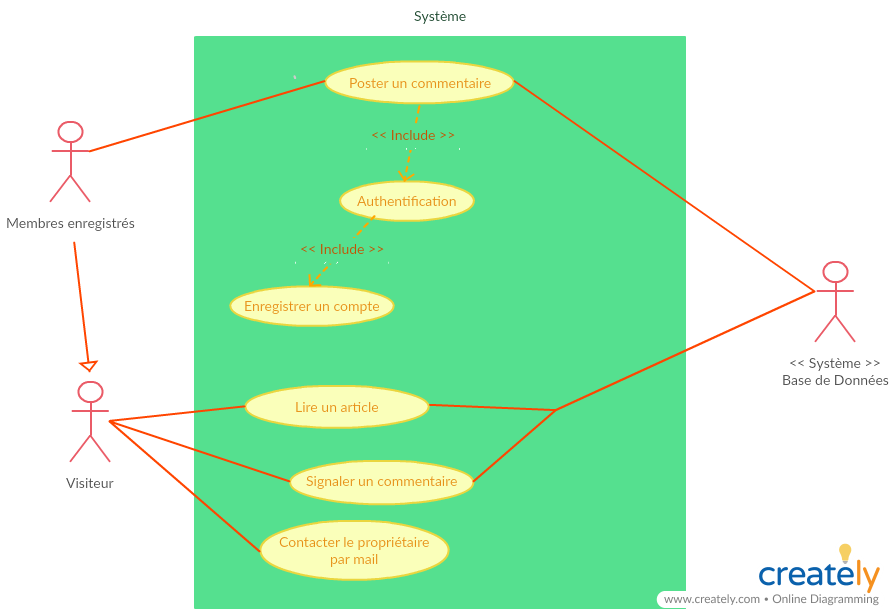 Système
Poster un commentaire
<< Include >>
Membres enregistrés
Authentification
<< Include >>
Enregistrer un compte
<< Système >>
Base de Données
Lire un article
Visiteur
Signaler un commentaire
Contacter le propriétaire
par mail
creately
www.creately.com • Online Diagramming